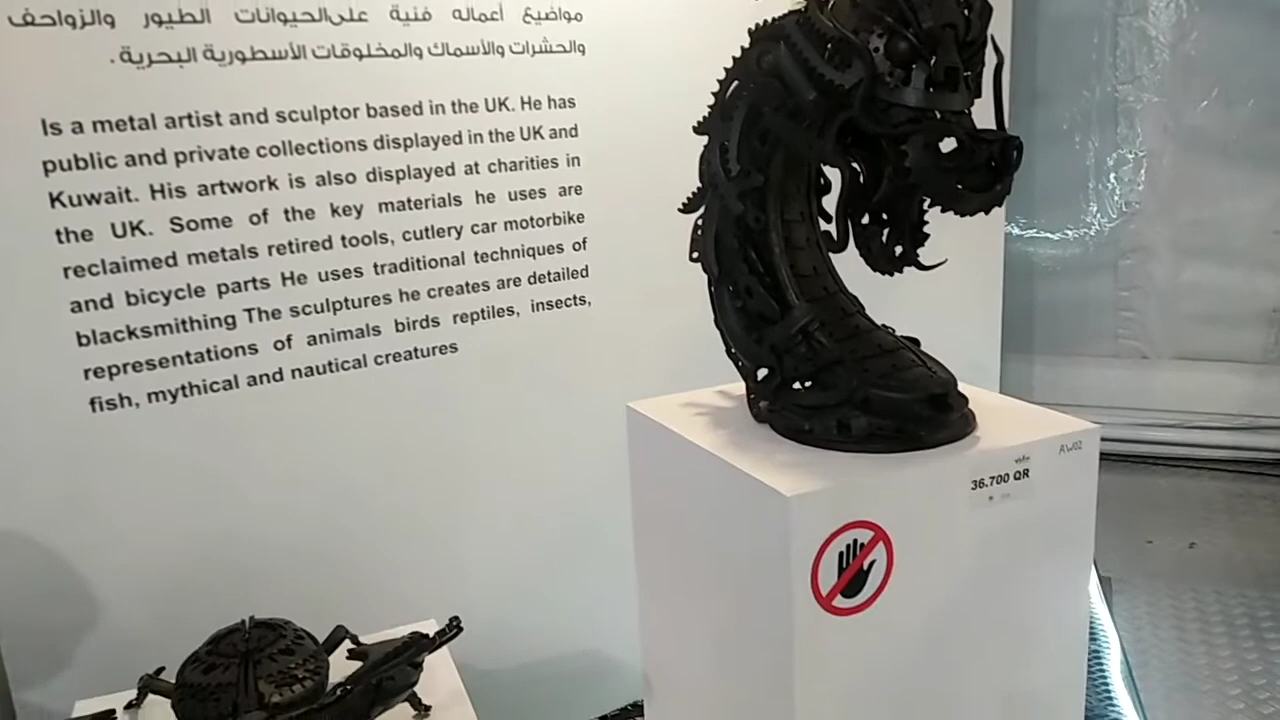 مواضيع أعماله فنية على الحيوانات الطيور والزواحف
والحشرات والأسماك والمخلوقات الأسطورية البحرية .
Is a metal artist and sculptor based in the UK. He has
public and private collections displayed in the UK and
Kuwait. His artwork is also displayed at charities in
the UK. Some of the key materials he uses are
reclaimed metals retired tools, cutlery car motorbike
and bicycle parts He uses traditional techniques of
blacksmithing The sculptures he creates are detailed
representations of animals birds reptiles, insects,
fish, mythical and nautical creatures
AW02
36.700 QR